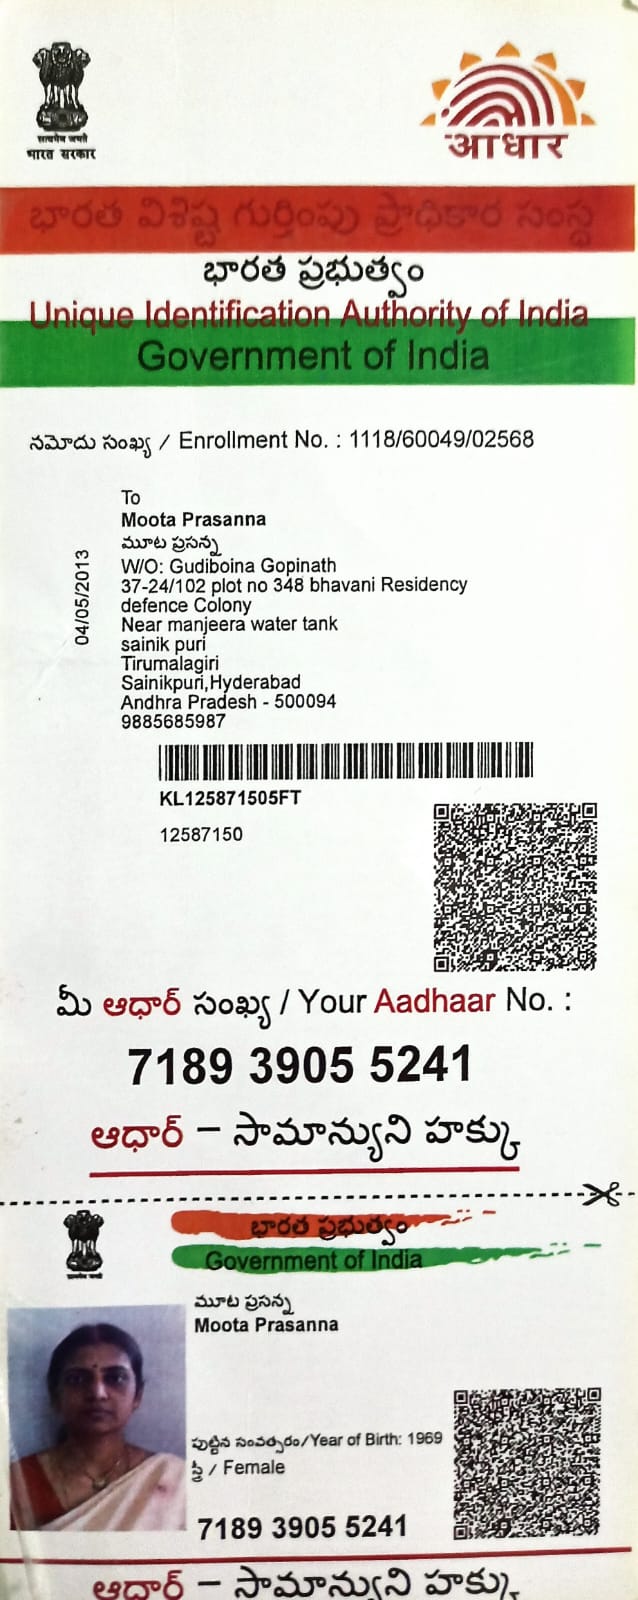 सत्यमेव जयते
भारत सरकार
आधार
భారత విశిష్ట గుర్తింపు ప్రాధికార సంస్థ
భారత ప్రభుత్వం
Unique Identification Authority of India
Government of India
నమోదు సంఖ్య / Enrollment No. : 1118/60049/02568
04/05/2013
To
Moota Prasanna
మూట ప్రసన్న
W/O: Gudiboina Gopinath
37-24/102 plot no 348 bhavani Residency
defence Colony
Near manjeera water tank
sainik puri
Tirumalagiri
Sainikpuri,Hyderabad
Andhra Pradesh - 500094
9885685987
KL125871505FT
12587150
మీ ఆధార్ సంఖ్య / Your Aadhaar No. :
7189 3905 5241
ఆధార్ – సామాన్యుని హక్కు
భారత ప్రభుత్వం
Government of India
మూట ప్రసన్న
Moota Prasanna
పుట్టిన సంవత్సరం/Year of Birth: 1969
స్త్రీ / Female
7189 3905 5241
ఆధార్ – సామాన్యుని హక్కు